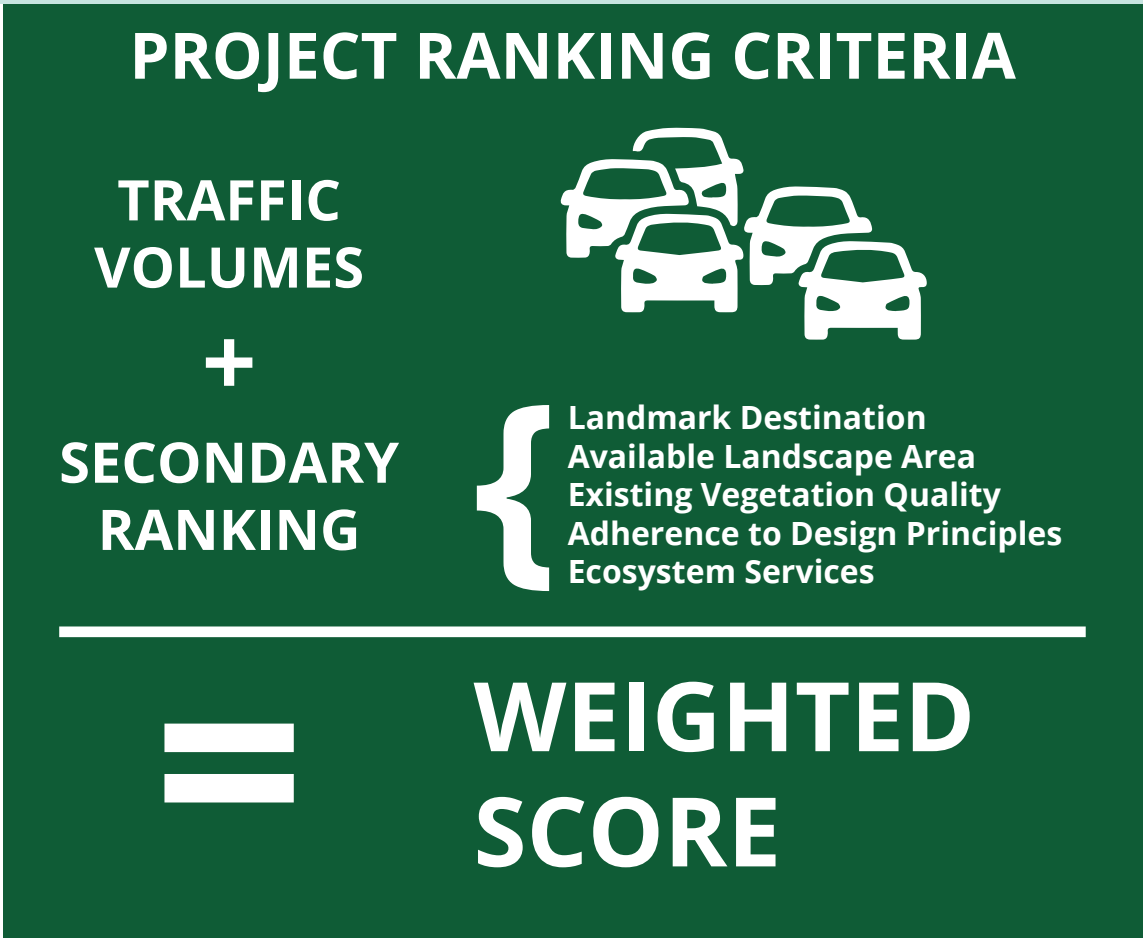 PROJECT RANKING CRITERIA
TRAFFIC
VOLUMES
+
SECONDARY
RANKING
{
Landmark Destination
Available Landscape Area
Existing Vegetation Quality
Adherence to Design Principles
Ecosystem Services
=
WEIGHTED
SCORE